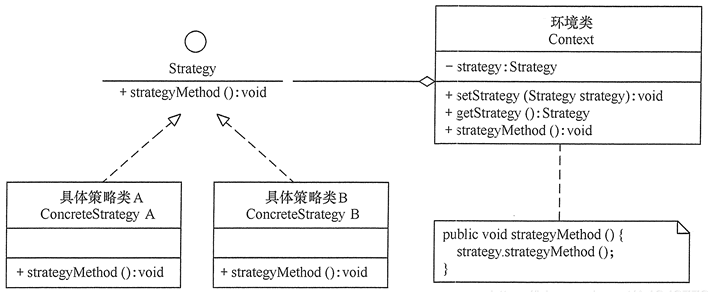 Strategy
+ strategyMethod ( ) : void
环境类
Context
− strategy : Strategy
+ setStrategy (Strategy strategy) : void
+ getStrategy ( ) : Strategy
+ strategyMethod ( ) : void
具体策略类A
ConcreteStrategy A
+ strategyMethod ( ) : void
具体策略类B
ConcreteStrategy B
+ strategyMethod ( ) : void
public void strategyMethod ( ) {
strategy.strategyMethod ( );
}